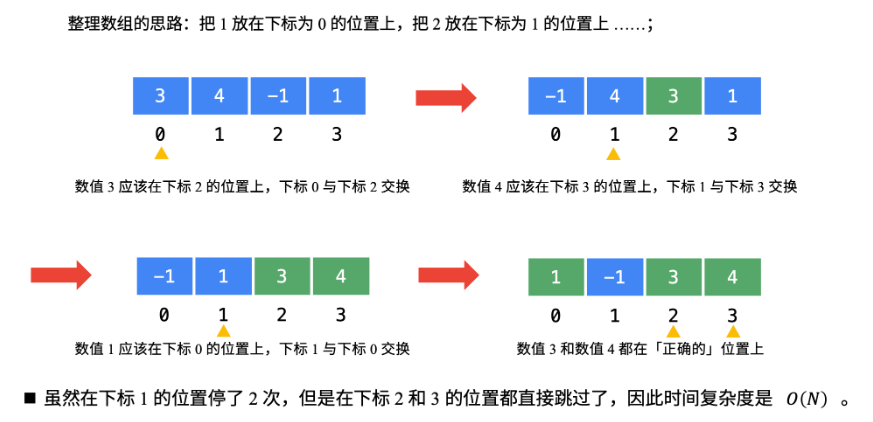 整理数组的思路：把 1 放在下标为 0 的位置上，把 2 放在下标为 1 的位置上 ……；
3 4 −1 1
0 1 2 3
数值 3 应该在下标 2 的位置上，下标 0 与下标 2 交换
−1 4 3 1
0 1 2 3
数值 4 应该在下标 3 的位置上，下标 1 与下标 3 交换
−1 1 3 4
0 1 2 3
数值 1 应该在下标 0 的位置上，下标 1 与下标 0 交换
1 −1 3 4
0 1 2 3
数值 3 和数值 4 都在「正确的」位置上
■ 虽然在下标 1 的位置停了 2 次，但是在下标 2 和 3 的位置都直接跳过了，因此时间复杂度是 O(N) 。